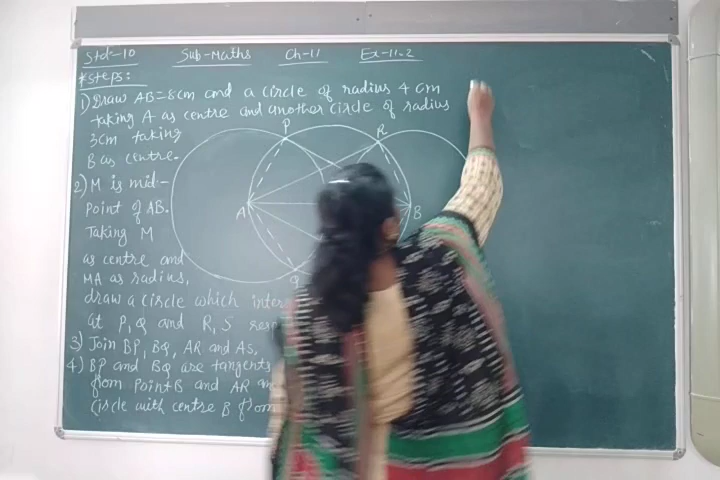 Std-10 Sub-Maths Ch-11 Ex-11.2
*Steps:
1) Draw AB=8cm and a circle of radius 4 cm
taking A as centre and another circle of radius
3cm taking
B as centre.
2) M is mid-
Point of AB.
Taking M
as centre and
MA as radius,
draw a circle which
at P, Q and R, S
3) Join BP, BQ, AR and AS.
4) BP and BQ are tangents
from Point B and AR
circle with centre B from
P
R
A
B
Q